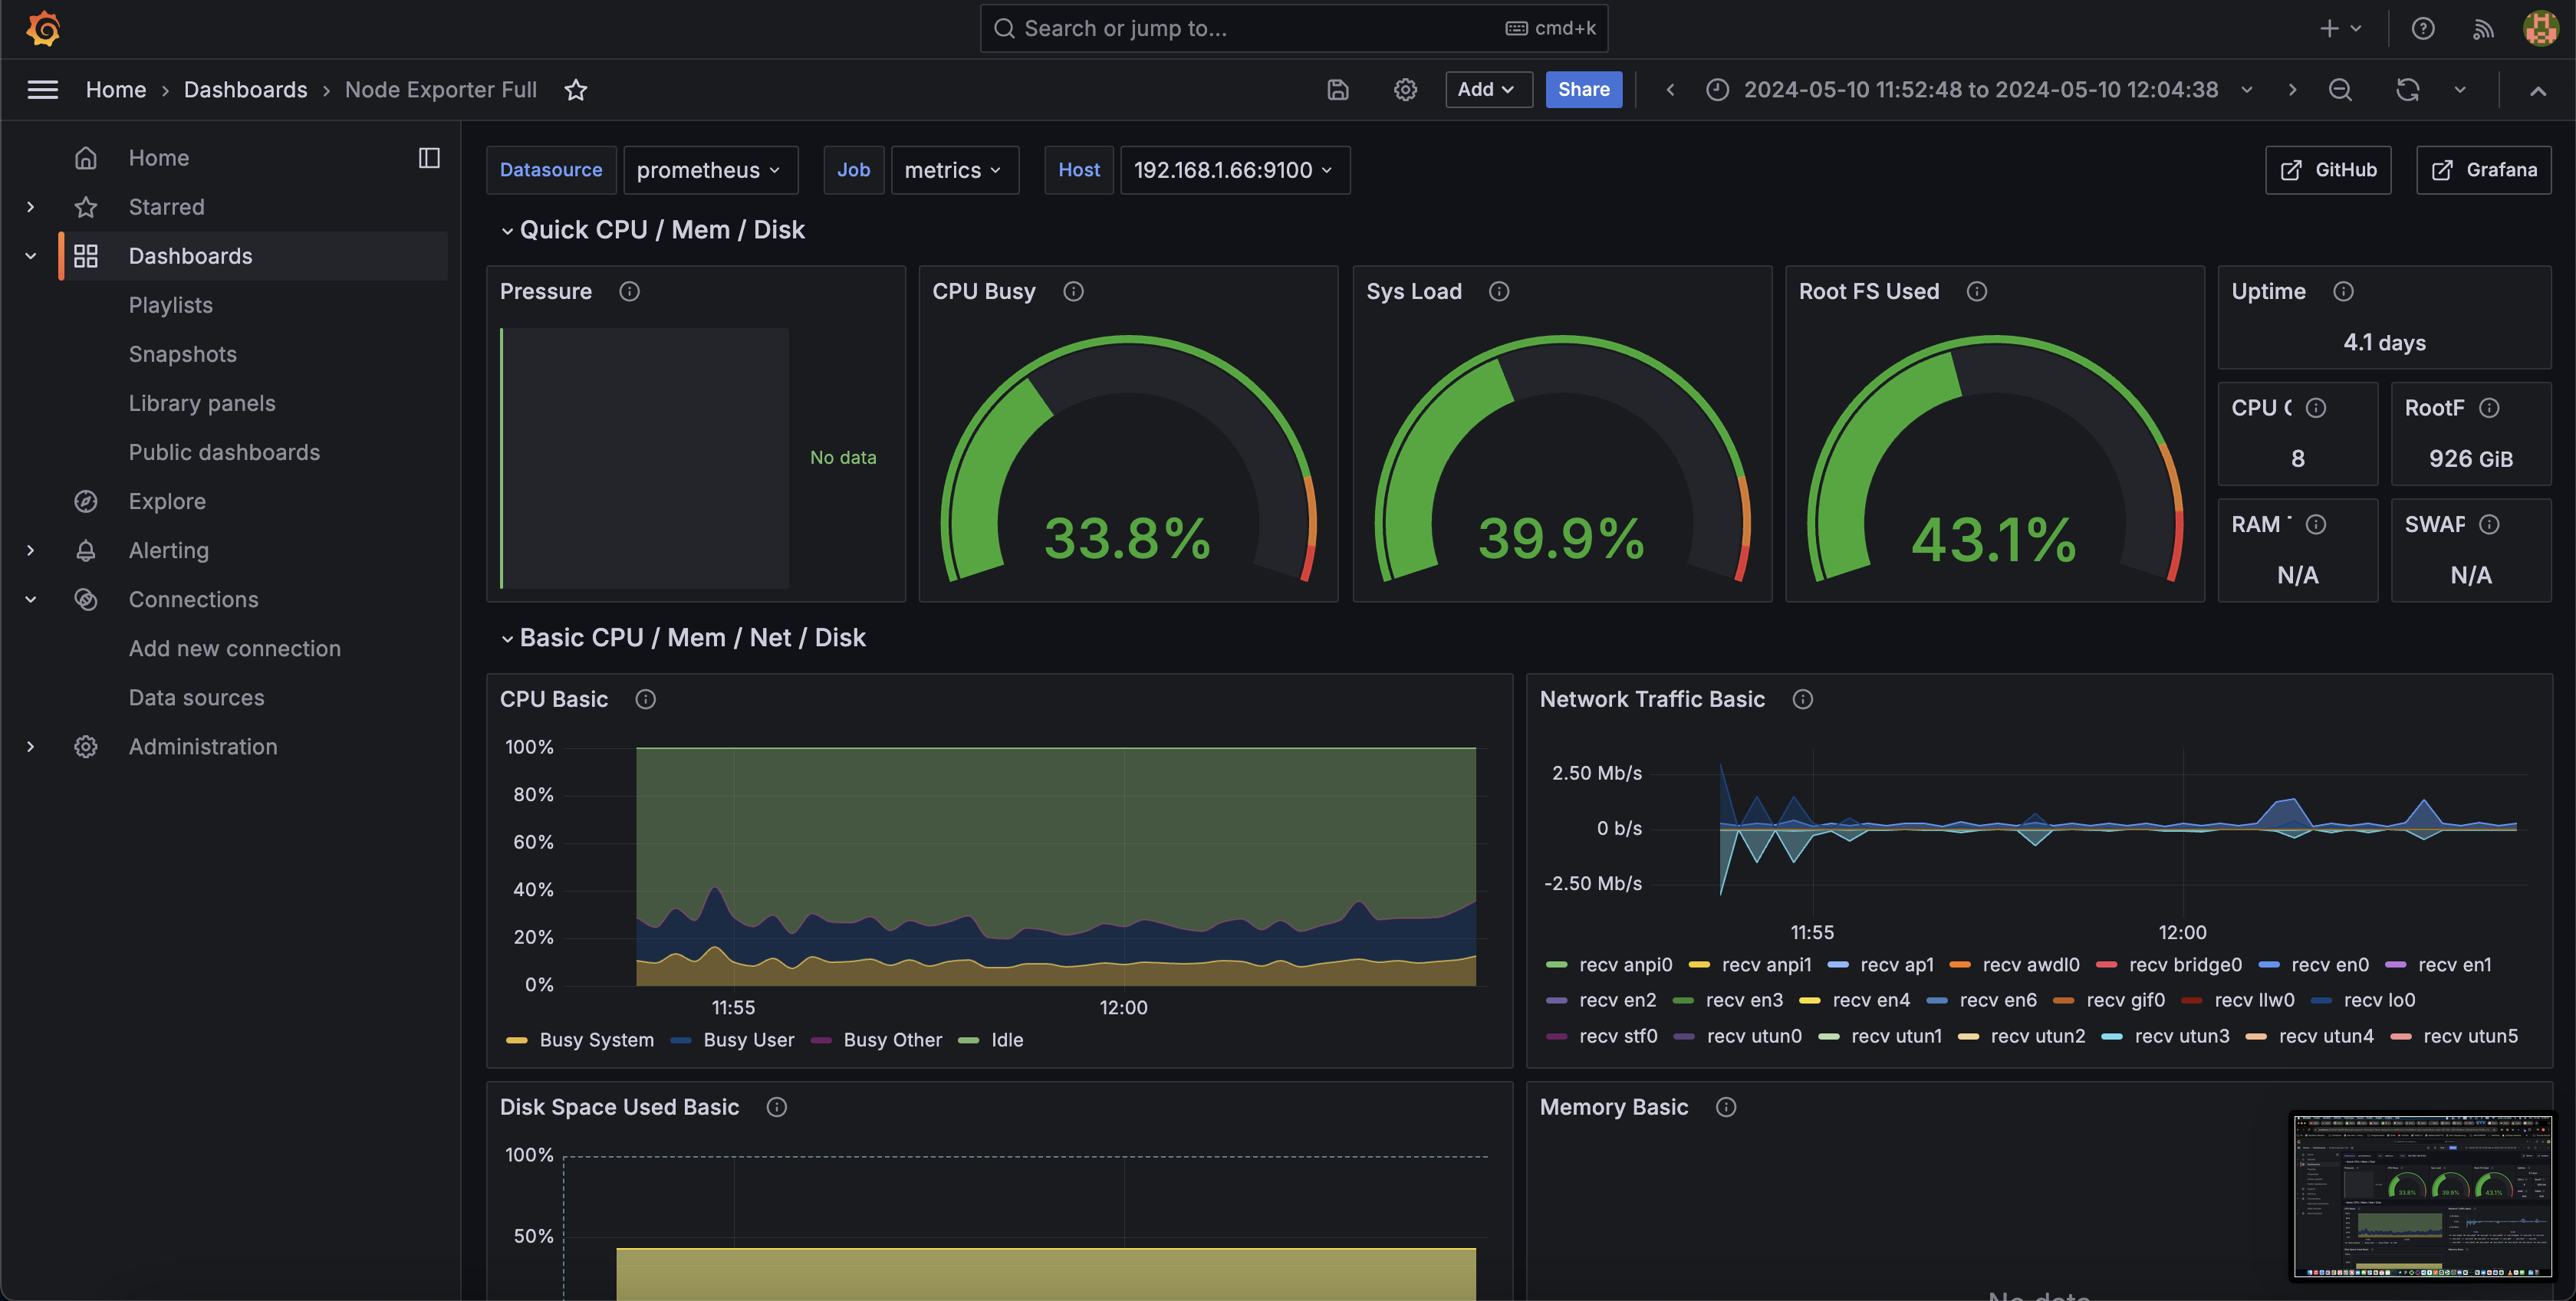 Search or jump to... cmd+k
Home › Dashboards › Node Exporter Full
Add Share 2024-05-10 11:52:48 to 2024-05-10 12:04:38
Home
Starred
Dashboards
Playlists
Snapshots
Library panels
Public dashboards
Explore
Alerting
Connections
Add new connection
Data sources
Administration
Datasource prometheus Job metrics Host 192.168.1.66:9100 GitHub Grafana
Quick CPU / Mem / Disk
Pressure
No data
CPU Busy
33.8%
Sys Load
39.9%
Root FS Used
43.1%
Uptime
4.1 days
CPU
8
RootF
926 GiB
RAM
N/A
SWAP
N/A
Basic CPU / Mem / Net / Disk
CPU Basic
100%
80%
60%
40%
20%
0%
11:55 12:00
Busy System Busy User Busy Other Idle
Network Traffic Basic
2.50 Mb/s
0 b/s
-2.50 Mb/s
11:55 12:00
recv anpi0 recv anpi1 recv ap1 recv awdl0 recv bridge0 recv en0 recv en1
recv en2 recv en3 recv en4 recv en6 recv gif0 recv llw0 recv lo0
recv stf0 recv utun0 recv utun1 recv utun2 recv utun3 recv utun4 recv utun5
Disk Space Used Basic
100%
50%
Memory Basic
No data
33.8% 39.9% 43.1%